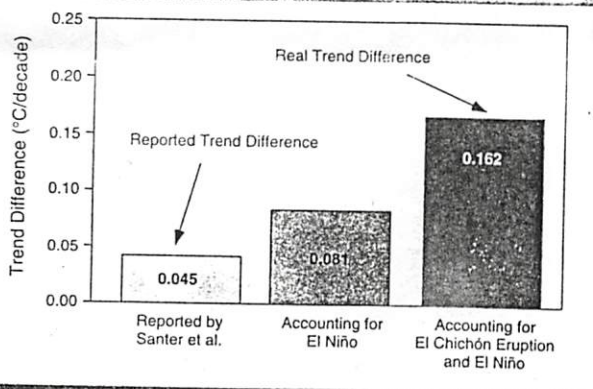 0.25
0.20
0.15
0.10
0.05
0.00
Trend Difference (°C/decade)
Real Trend Difference
Reported Trend Difference
0.162
0.081
0.045
Reported by
Santer et al.
Accounting for
El Niño
Accounting for
El Chichón Eruption
and El Niño